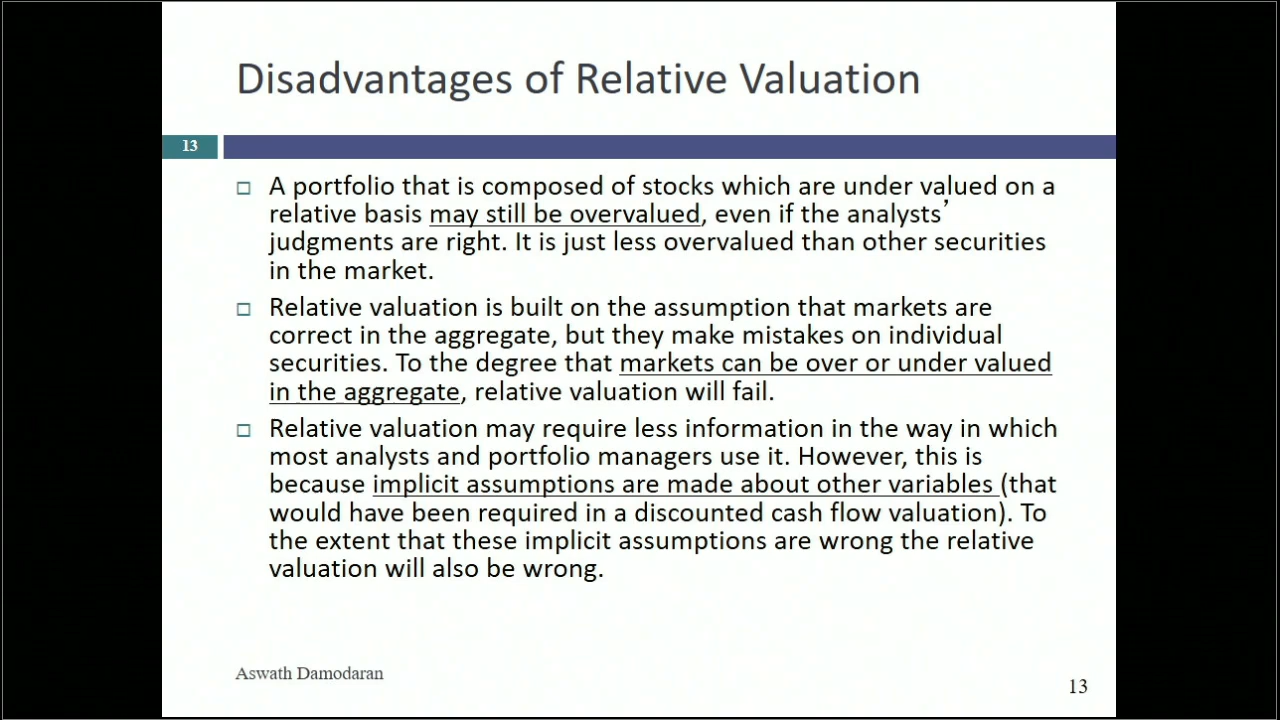 Disadvantages of Relative Valuation
13
A portfolio that is composed of stocks which are under valued on a
relative basis may still be overvalued, even if the analysts’
judgments are right. It is just less overvalued than other securities
in the market.
Relative valuation is built on the assumption that markets are
correct in the aggregate, but they make mistakes on individual
securities. To the degree that markets can be over or under valued
in the aggregate, relative valuation will fail.
Relative valuation may require less information in the way in which
most analysts and portfolio managers use it. However, this is
because implicit assumptions are made about other variables (that
would have been required in a discounted cash flow valuation). To
the extent that these implicit assumptions are wrong the relative
valuation will also be wrong.
Aswath Damodaran
13